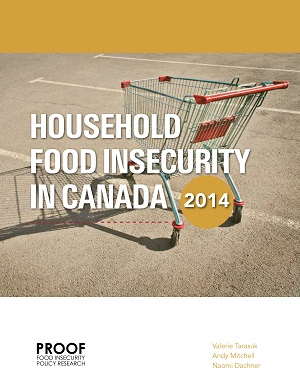 HOUSEHOLD
FOOD INSECURITY
IN CANADA 2014
PROOF
FOOD INSECURITY
POLICY RESEARCH
Valerie Tarasuk
Andy Mitchell
Naomi Dachner